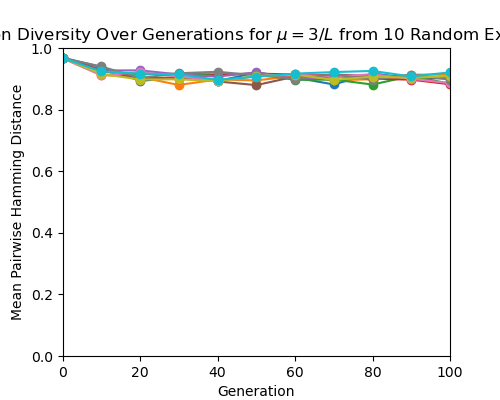 on Diversity Over Generations for μ = 3/L from 10 Random Ex
Mean Pairwise Hamming Distance
1.0
0.8
0.6
0.4
0.2
0.0
0 20 40 60 80 100
Generation